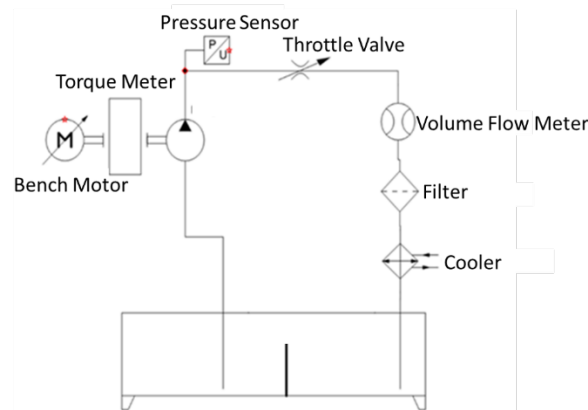 Pressure Sensor
P
U
Throttle Valve
Torque Meter
M
Volume Flow Meter
Bench Motor
Filter
Cooler